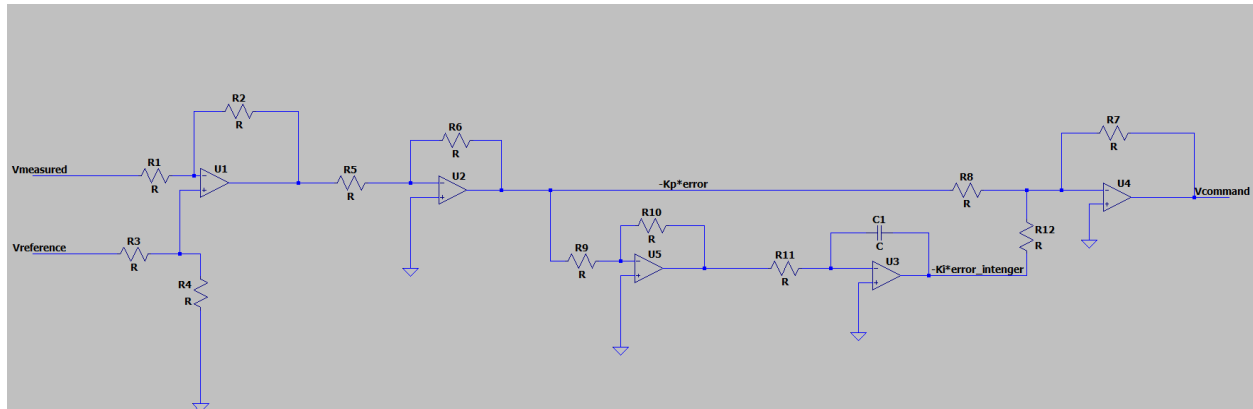 R2
R
R6
R
R7
R
Vmeasured
R1
R
U1
R5
R
U2
-Kp*error
R8
R
U4
Vcommand
Vreference
R3
R
R4
R
R10
R
R9
R
U5
C1
C
R11
R
U3
-Ki*error_intenger
R12
R